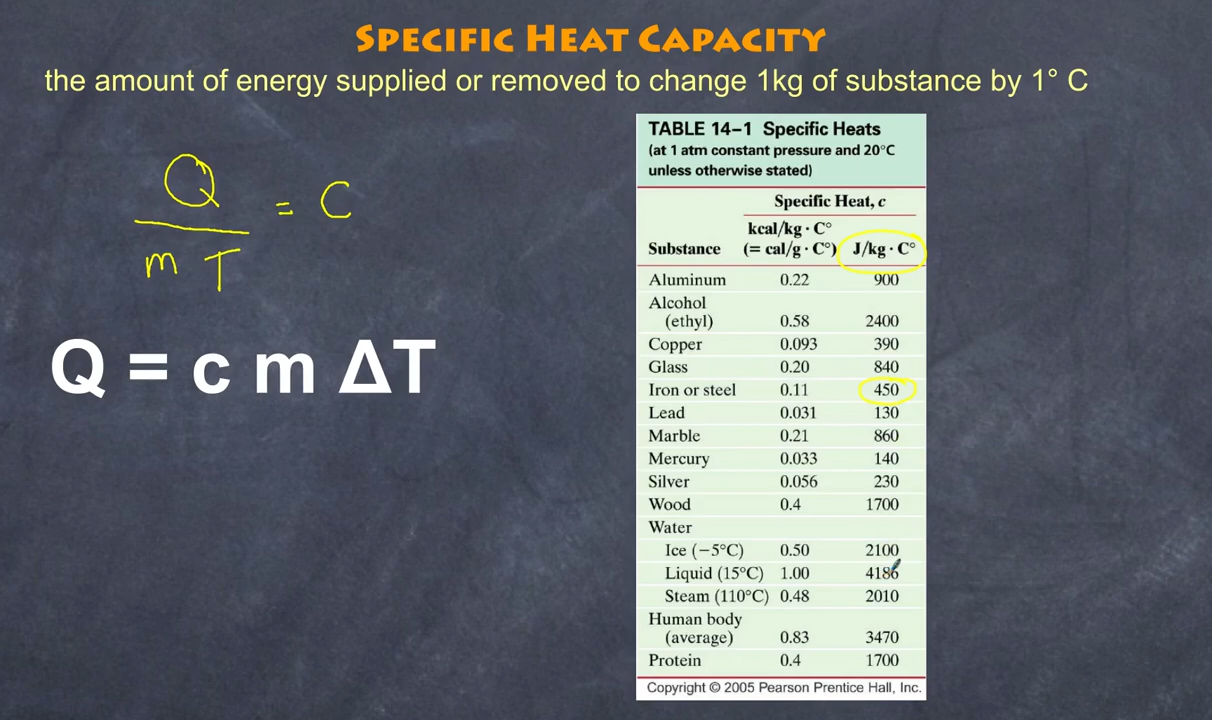 SPECIFIC HEAT CAPACITY
the amount of energy supplied or removed to change 1kg of substance by 1° C
Q
m T
= C
Q = c m ΔT
TABLE 14–1 Specific Heats
(at 1 atm constant pressure and 20°C
unless otherwise stated)
Specific Heat, c
kcal/kg · C°
Substance (= cal/g · C°) J/kg · C°
Aluminum 0.22 900
Alcohol
(ethyl) 0.58 2400
Copper 0.093 390
Glass 0.20 840
Iron or steel 0.11 450
Lead 0.031 130
Marble 0.21 860
Mercury 0.033 140
Silver 0.056 230
Wood 0.4 1700
Water
Ice (−5°C) 0.50 2100
Liquid (15°C) 1.00 4186
Steam (110°C) 0.48 2010
Human body
(average) 0.83 3470
Protein 0.4 1700
Copyright © 2005 Pearson Prentice Hall, Inc.